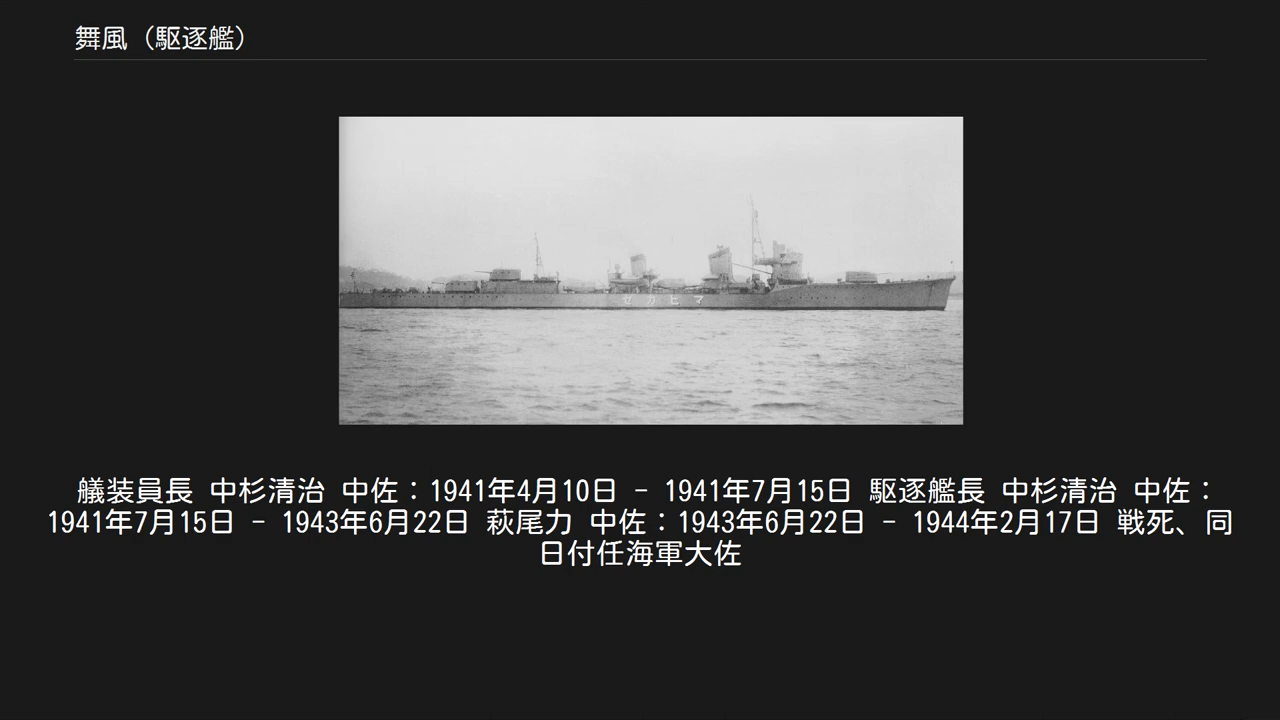 舞風（駆逐艦）
ゼカヒマ
艤装員長 中杉清治 中佐：1941年4月10日 - 1941年7月15日 駆逐艦長 中杉清治 中佐：
1941年7月15日 - 1943年6月22日 萩尾力 中佐：1943年6月22日 - 1944年2月17日 戦死、同
日付任海軍大佐